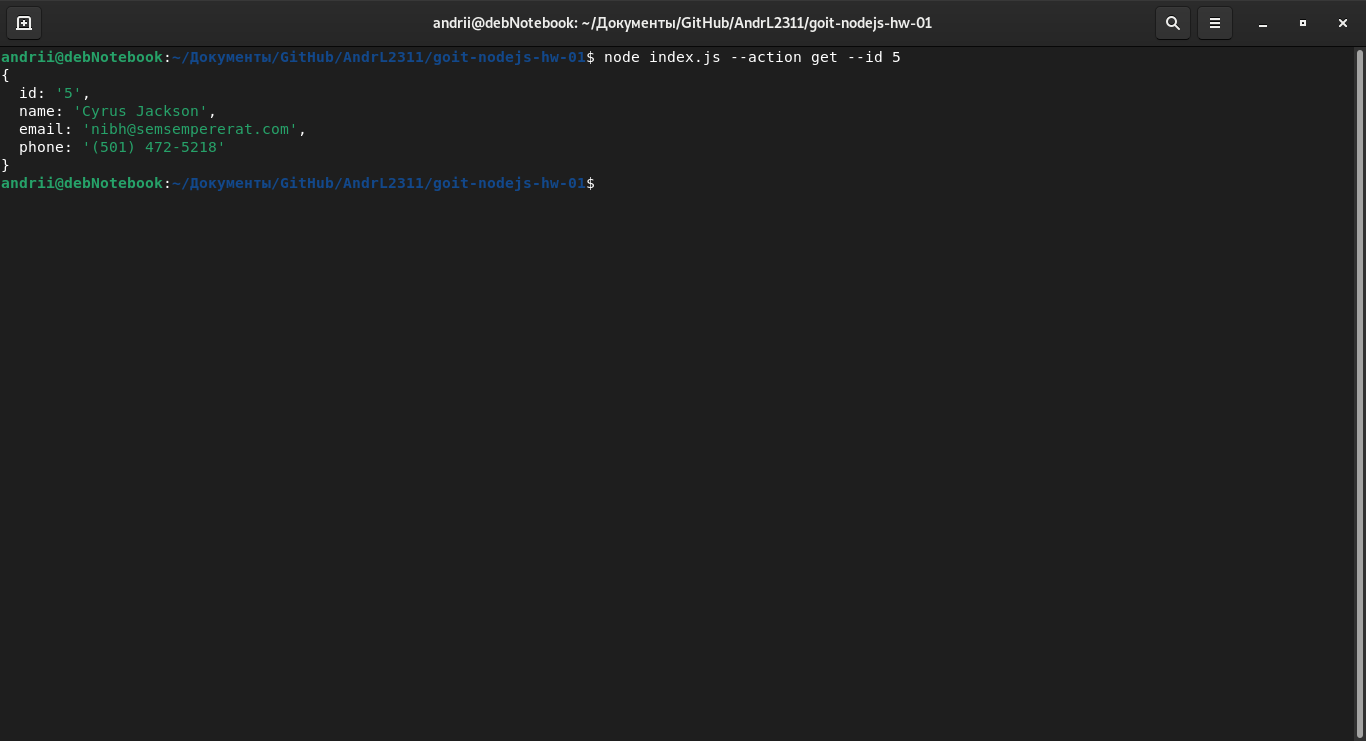 andrii@debNotebook: ~/Документы/GitHub/AndrL2311/goit-nodejs-hw-01
andrii@debNotebook:~/Документы/GitHub/AndrL2311/goit-nodejs-hw-01$ node index.js --action get --id 5
{
  id: '5',
  name: 'Cyrus Jackson',
  email: 'nibh@semsempererat.com',
  phone: '(501) 472-5218'
}
andrii@debNotebook:~/Документы/GitHub/AndrL2311/goit-nodejs-hw-01$